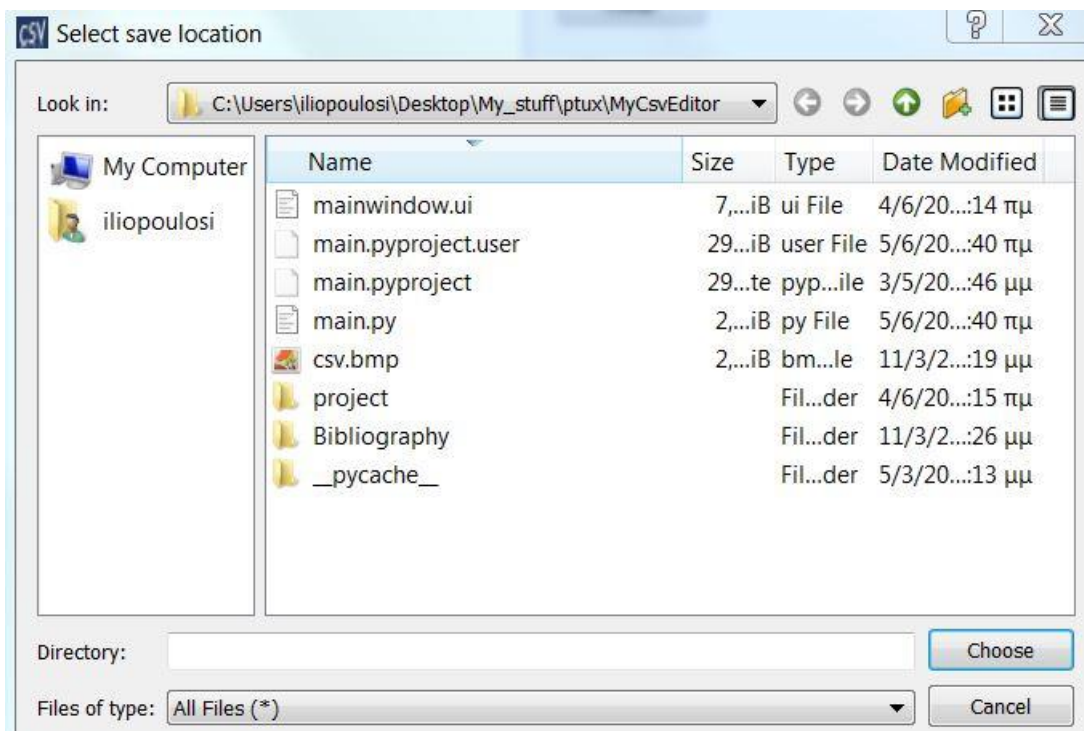 CSV Select save location
Look in: C:\Users\iliopoulosi\Desktop\My_stuff\ptux\MyCsvEditor
My Computer
iliopoulosi
Name Size Type Date Modified
mainwindow.ui 7,...iB ui File 4/6/20...:14 πμ
main.pyproject.user 29...iB user File 5/6/20...:40 πμ
main.pyproject 29...te pyp...ile 3/5/20...:46 μμ
main.py 2,...iB py File 5/6/20...:40 πμ
csv.bmp 2,...iB bm...le 11/3/2...:19 μμ
project Fil...der 4/6/20...:15 πμ
Bibliography Fil...der 11/3/2...:26 μμ
__pycache__ Fil...der 5/3/20...:13 μμ
Directory: Choose
Files of type: All Files (*) Cancel